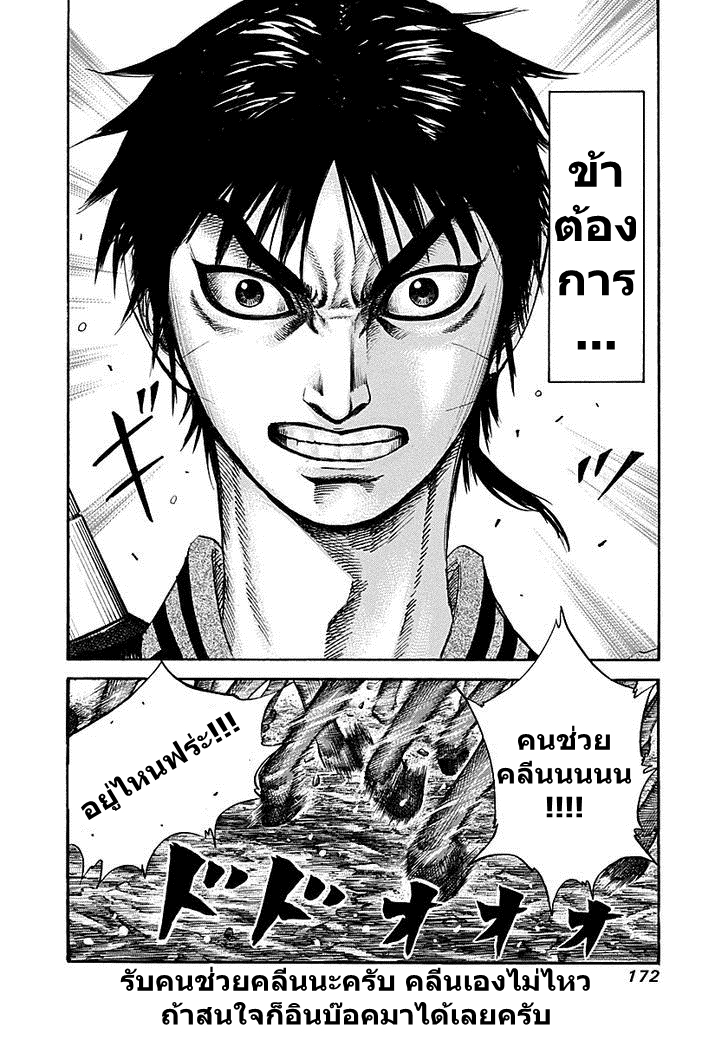 ข้า
ต้อง
การ
...
ギッ
คนช่วย
คลีนนนนน
!!!!
อยู่ไหนฟร่ะ!!!
ドドォォォ
172
รับคนช่วยคลีนนะครับ คลีนเองไม่ไหว
ถ้าสนใจก็อินบ๊อคมาได้เลยครับ